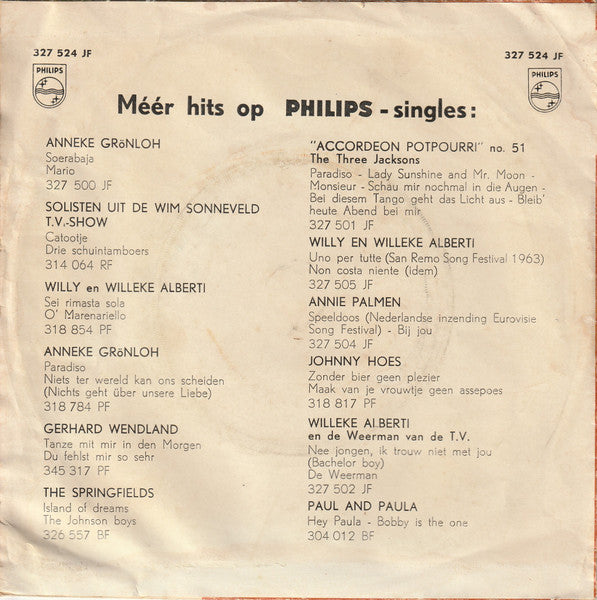 327 524 JF
327 524 JF
PHILIPS
PHILIPS
Méér hits op PHILIPS - singles:
ANNEKE GRöNLOH
Soerabaja
Mario
327 500 JF
SOLISTEN UIT DE WIM SONNEVELD
T.V.-SHOW
Catootje
Drie schuintamboers
314 064 RF
WILLY en WILLEKE ALBERTI
Sei rimasta sola
O' Marenariello
318 854 PF
ANNEKE GRöNLOH
Paradiso
Niets ter wereld kan ons scheiden
(Nichts geht über unsere Liebe)
318 784 PF
GERHARD WENDLAND
Tanze mit mir in den Morgen
Du fehlst mir so sehr
345 317 PF
THE SPRINGFIELDS
Island of dreams
The Johnson boys
326 557 BF
"ACCORDEON POTPOURRI" no. 51
The Three Jacksons
Paradiso - Lady Sunshine and Mr. Moon -
Monsieur - Schau mir nochmal in die Augen -
Bei diesem Tango geht das Licht aus - Bleib'
heute Abend bei mir
327 501 JF
WILLY EN WILLEKE ALBERTI
Uno per tutte (San Remo Song Festival 1963)
Non costa niente (idem)
327 505 JF
ANNIE PALMEN
Speeldoos (Nederlandse inzending Eurovisie
Song Festival) - Bij jou
327 504 JF
JOHNNY HOES
Zonder bier geen plezier
Maak van je vrouwtje geen assepoes
318 817 PF
WILLEKE ALBERTI
en de Weerman van de T.V.
Nee jongen, ik trouw niet met jou
(Bachelor boy)
De Weerman
327 502 JF
PAUL AND PAULA
Hey Paula - Bobby is the one
304 012 BF